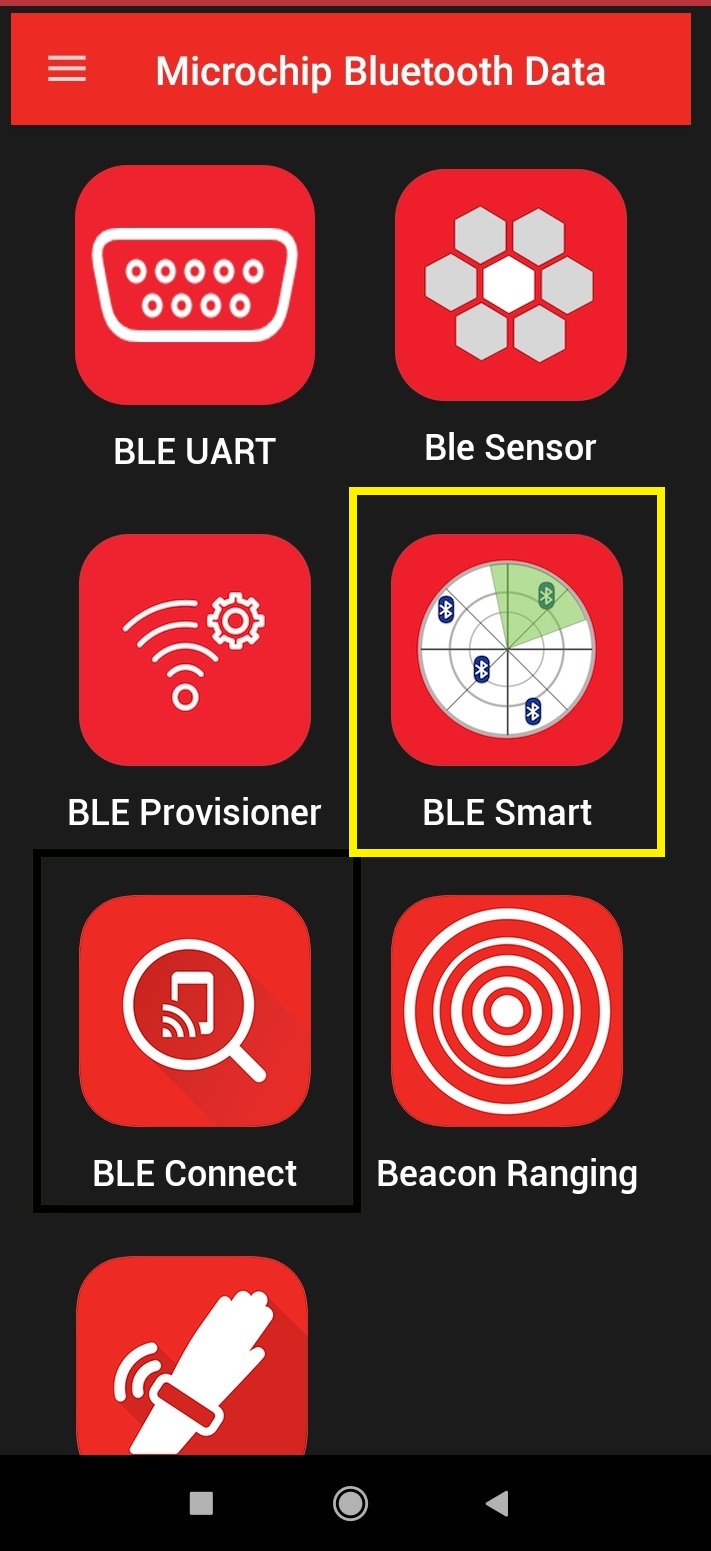 Microchip Bluetooth Data
BLE UART
Ble Sensor
BLE Provisioner
BLE Smart
BLE Connect
Beacon Ranging